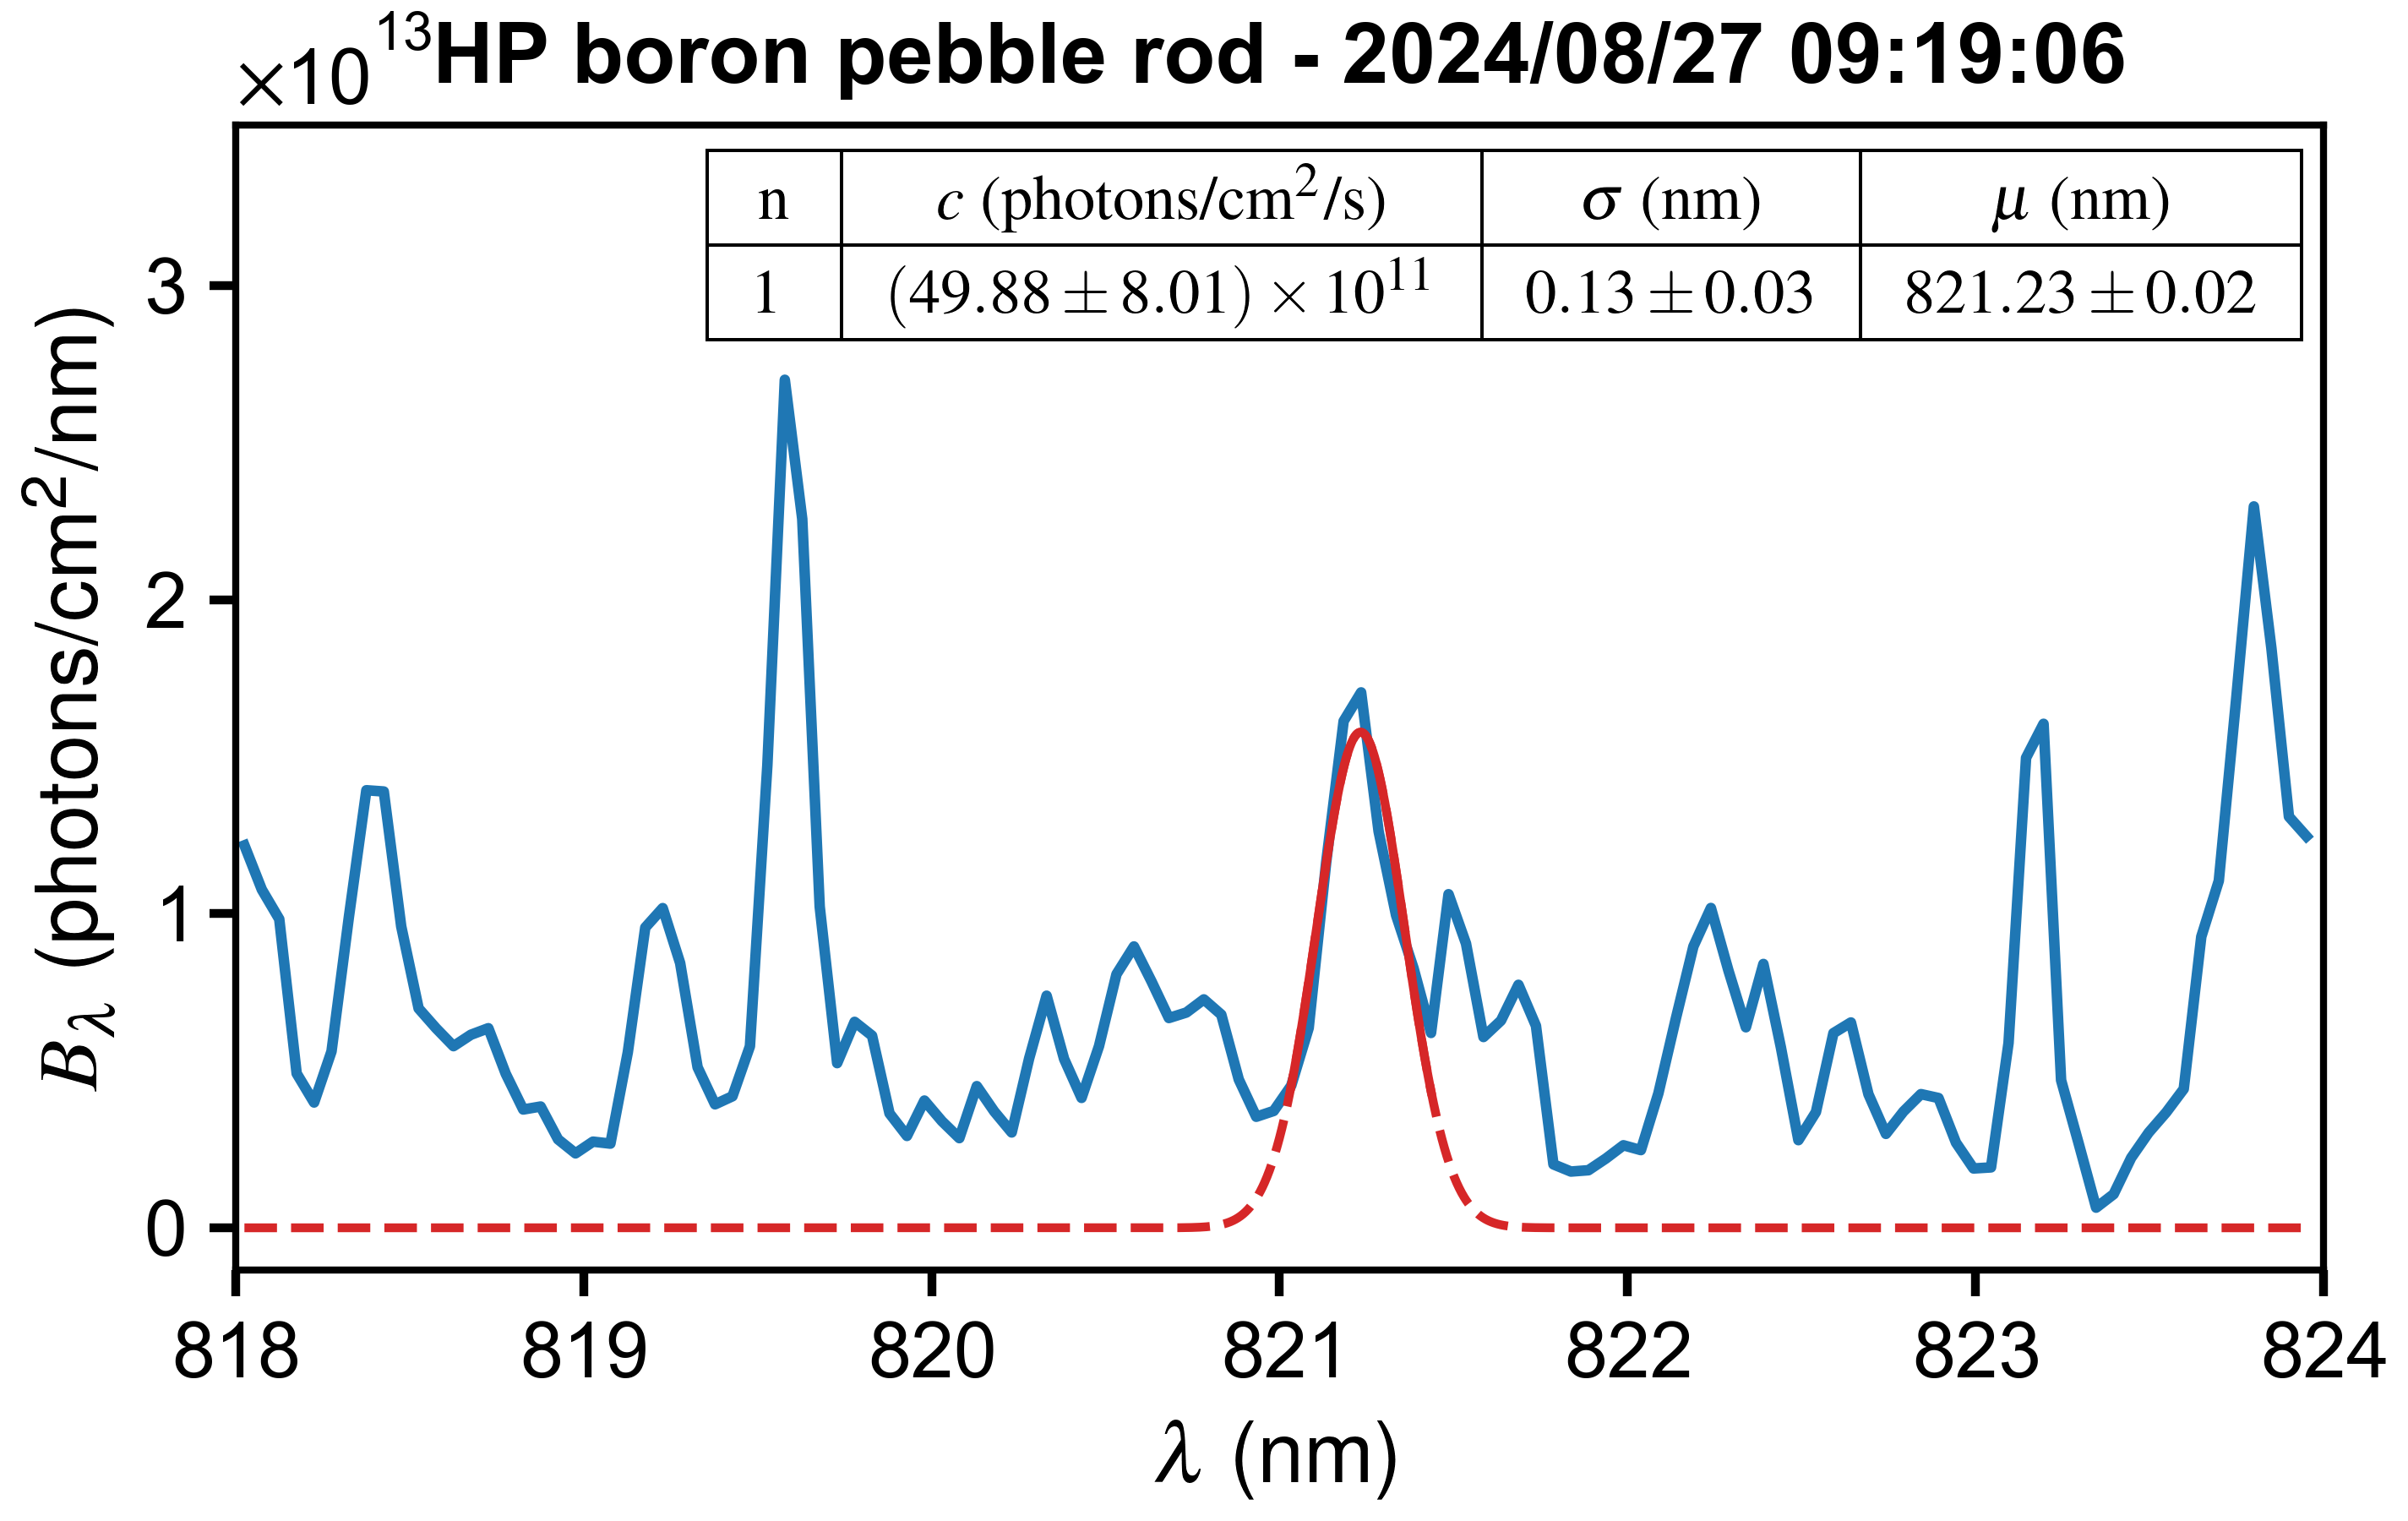 ×10¹³HP boron pebble rod - 2024/08/27 09:19:06
n c (photons/cm²/s) σ (nm) μ (nm)
1 (49.88 ± 8.01) × 10¹¹ 0.13 ± 0.03 821.23 ± 0.02
B_λ (photons/cm²/nm)
3
2
1
0
818 819 820 821 822 823 824
λ (nm)